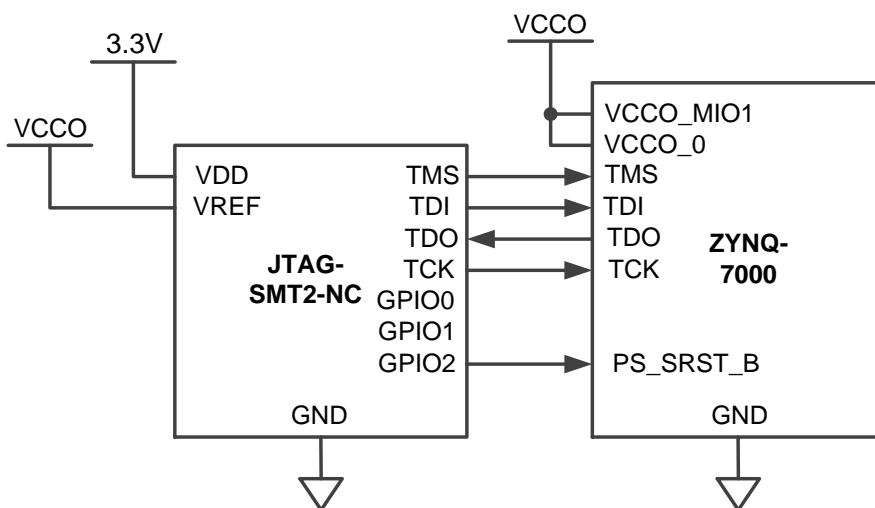 VCCO
3.3V
VCCO
VCCO_MIO1
VCCO_0
VDD
TMS
TMS
VREF
TDI
TDI
TDO
TDO
JTAG-
SMT2-NC
ZYNQ-
7000
TCK
TCK
GPIO0
GPIO1
GPIO2
PS_SRST_B
GND
GND